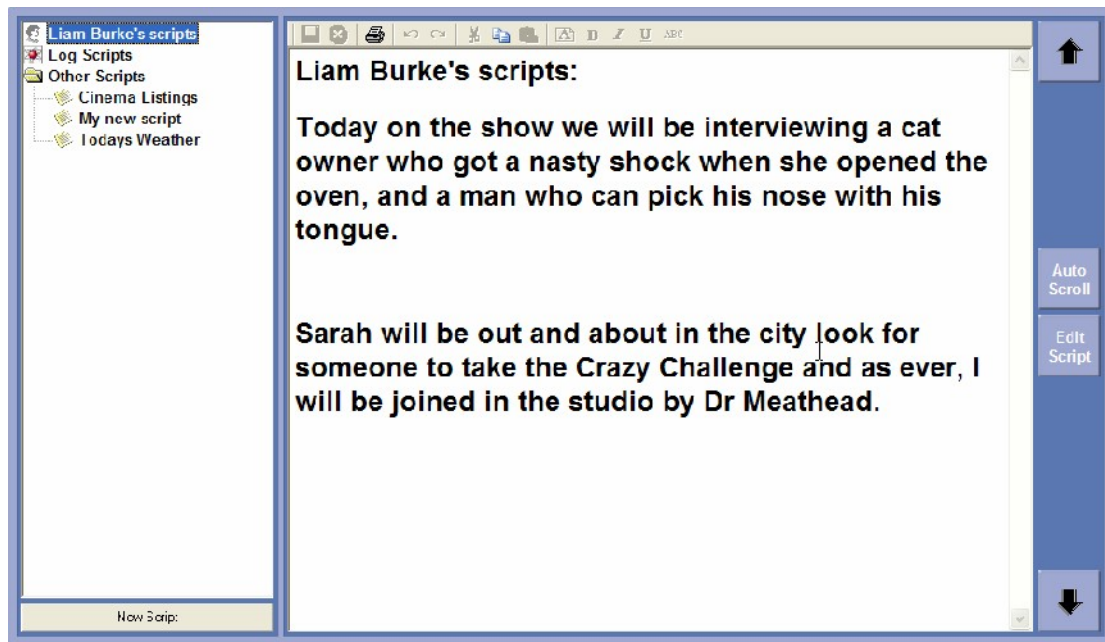 Liam Burke's scripts
Log Scripts
Other Scripts
Cinema Listings
My new script
Todays Weather
New Script
A B I U ABC
Liam Burke's scripts:
Today on the show we will be interviewing a cat
owner who got a nasty shock when she opened the
oven, and a man who can pick his nose with his
tongue.
Sarah will be out and about in the city look for
someone to take the Crazy Challenge and as ever, I
will be joined in the studio by Dr Meathead.
Auto
Scroll
Edit
Script